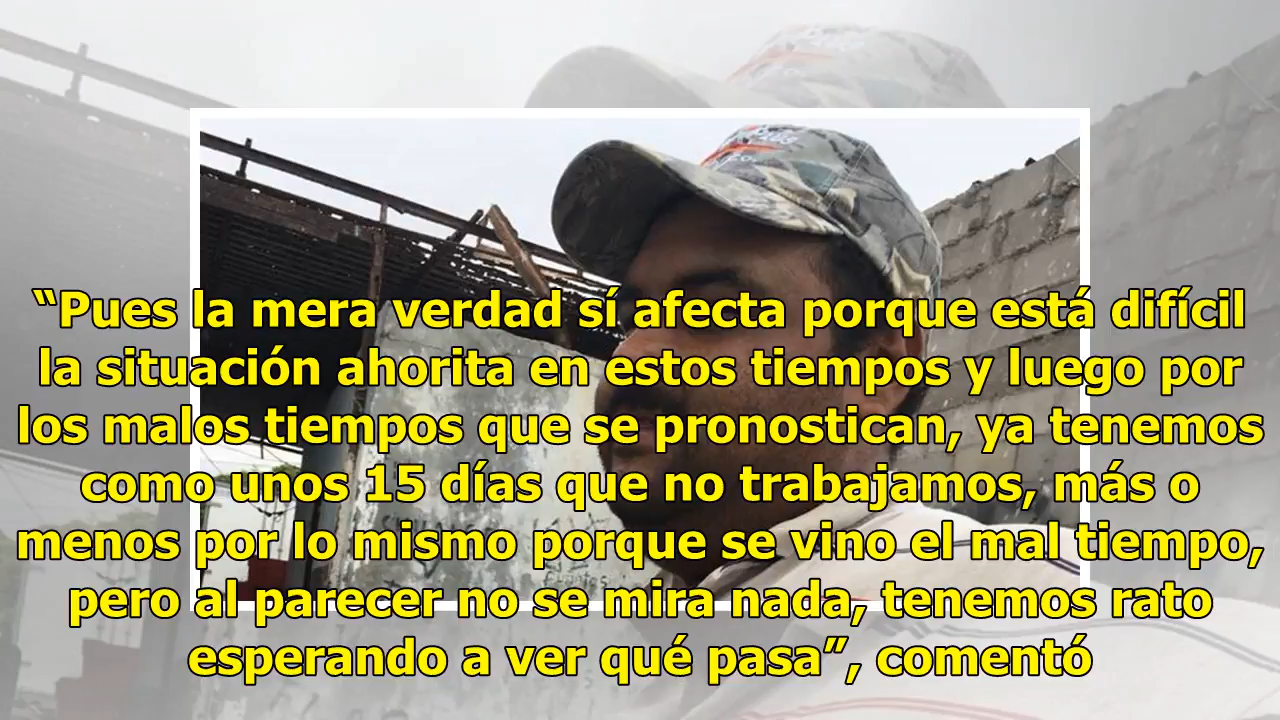 “Pues la mera verdad sí afecta porque está difícil
la situación ahorita en estos tiempos y luego por
los malos tiempos que se pronostican, ya tenemos
como unos 15 días que no trabajamos, más o
menos por lo mismo porque se vino el mal tiempo,
pero al parecer no se mira nada, tenemos rato
esperando a ver qué pasa”, comentó